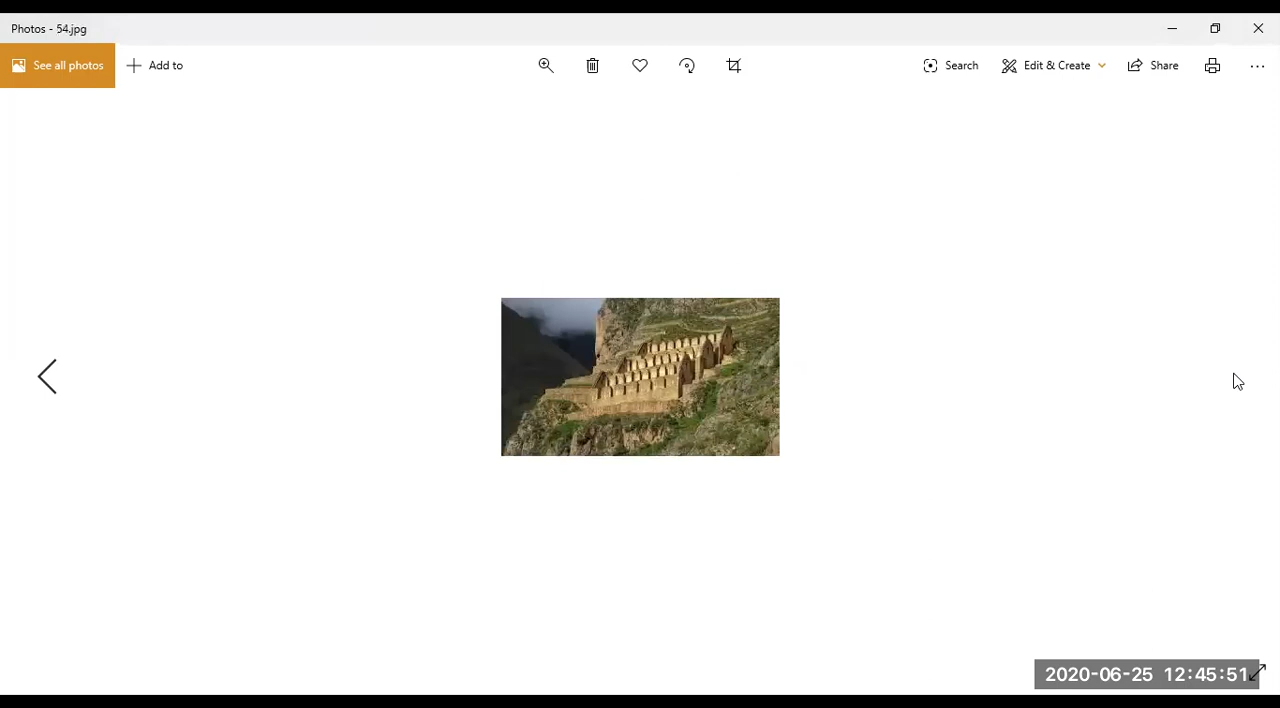 Photos - 54.jpg
See all photos
Add to
Search
Edit & Create
Share
2020-06-25 12:45:51